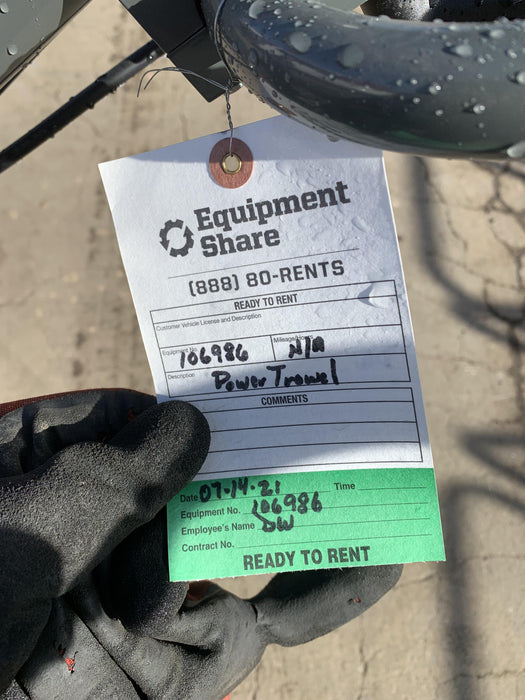 Equipment
Share
(888) 80-RENTS
READY TO RENT
Customer Vehicle License and Description
Equipment No. 106986 Mileage/Hours N/A
Description Power Trowel
COMMENTS
Date 07-14-21 Time
Equipment No. 106986
Employee's Name DW
Contract No.
READY TO RENT